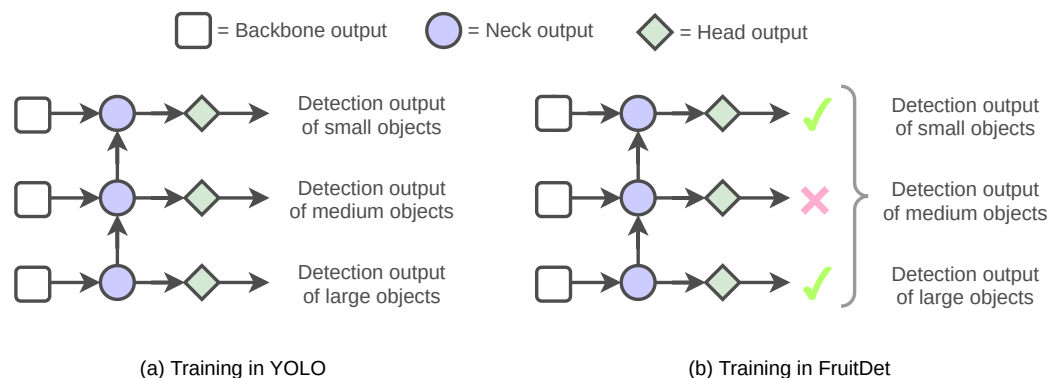 = Backbone output
= Neck output
= Head output
Detection output
of small objects
Detection output
of medium objects
Detection output
of large objects
(a) Training in YOLO
Detection output
of small objects
Detection output
of medium objects
Detection output
of large objects
(b) Training in FruitDet